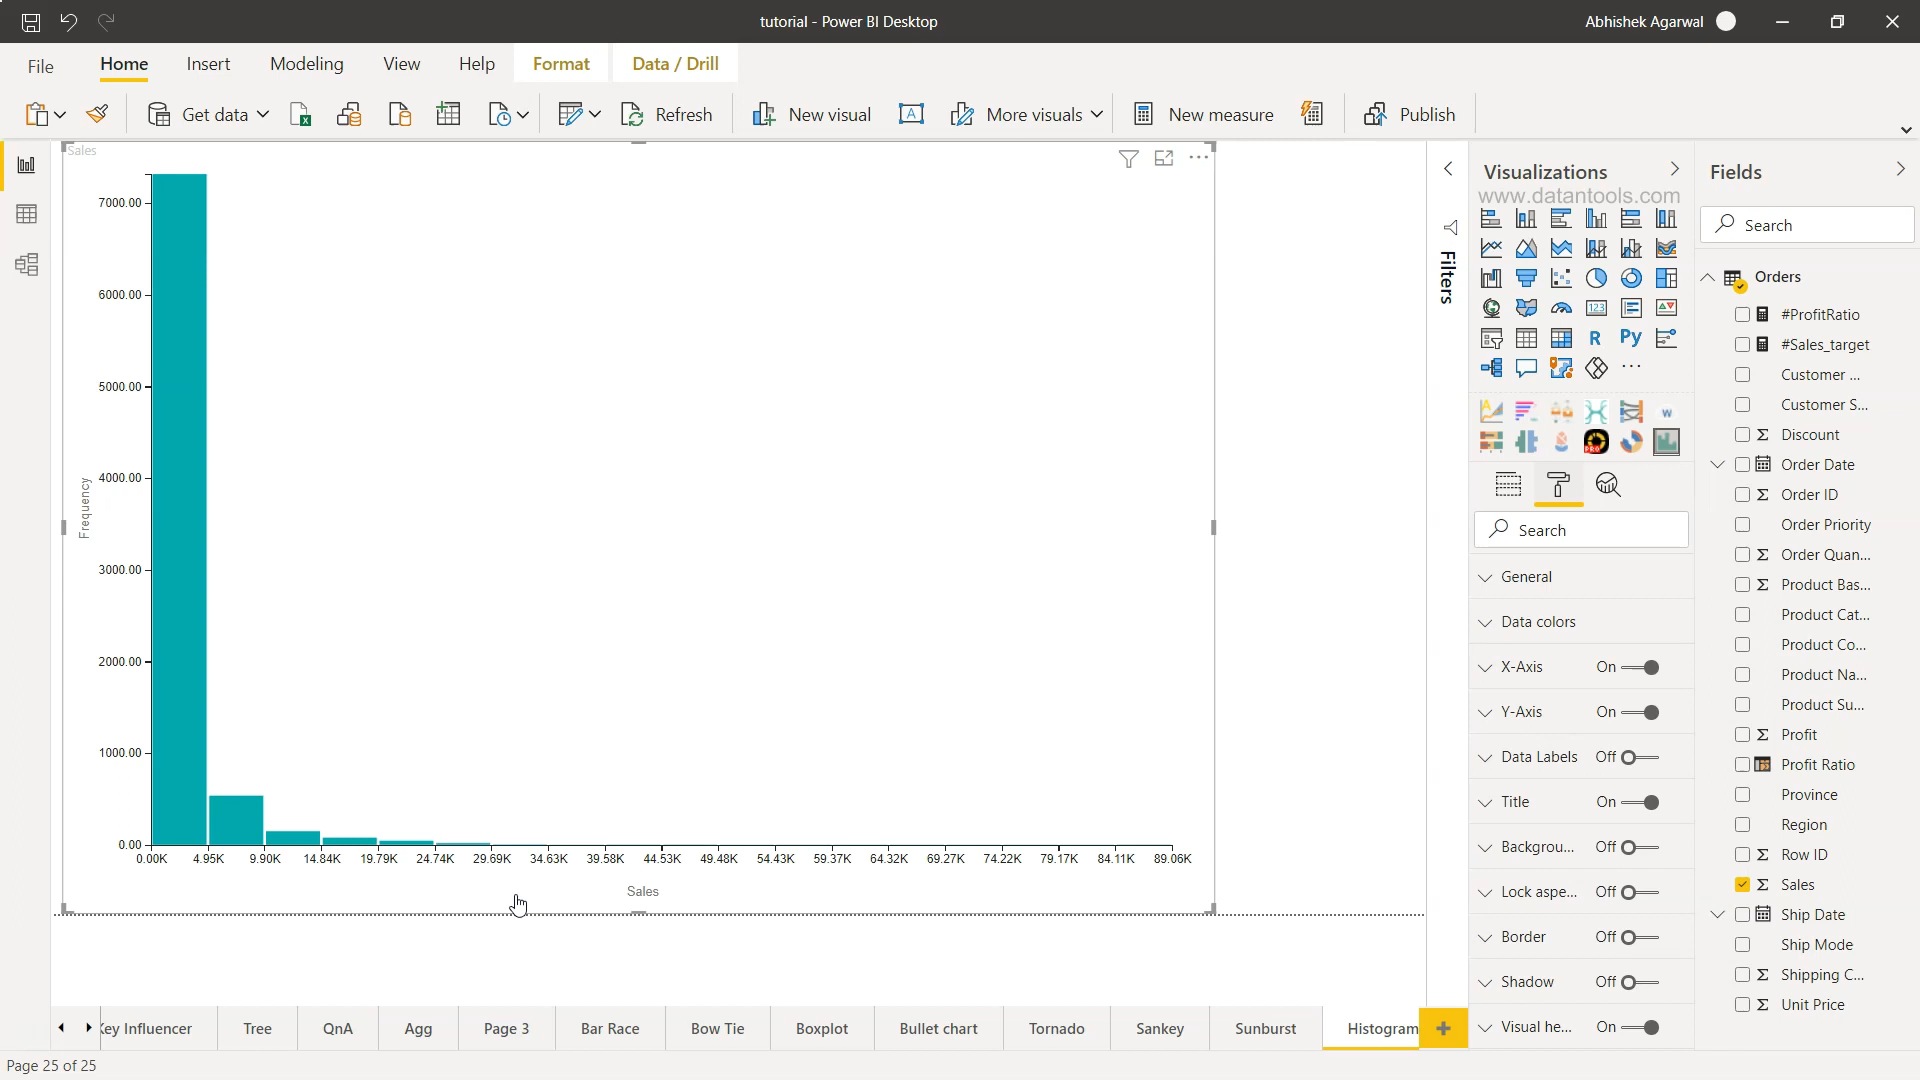 tutorial - Power BI Desktop
Abhishek Agarwal
File
Home
Insert
Modeling
View
Help
Format
Data / Drill
Get data
Refresh
New visual
More visuals
New measure
Publish
Sales
7000.00
6000.00
5000.00
4000.00
3000.00
2000.00
1000.00
0.00
Frequency
0.00K 4.95K 9.90K 14.84K 19.79K 24.74K 29.69K 34.63K 39.58K 44.53K 49.48K 54.43K 59.37K 64.32K 69.27K 74.22K 79.17K 84.11K 89.06K
Sales
Filters
Visualizations
www.datantools.com
123
R
Py
W
PRO
Search
General
Data colors
X-Axis On
Y-Axis On
Data Labels Off
Title On
Backgrou... Off
Lock aspe... Off
Border Off
Shadow Off
Visual he... On
Fields
Search
Orders
#ProfitRatio
#Sales_target
Customer ...
Customer S...
Σ Discount
Order Date
Σ Order ID
Order Priority
Σ Order Quan...
Σ Product Bas...
Product Cat...
Product Co...
Product Na...
Product Su...
Σ Profit
Profit Ratio
Province
Region
Σ Row ID
Σ Sales
Ship Date
Ship Mode
Σ Shipping C...
Σ Unit Price
Key Influencer
Tree
QnA
Agg
Page 3
Bar Race
Bow Tie
Boxplot
Bullet chart
Tornado
Sankey
Sunburst
Histogram
Page 25 of 25